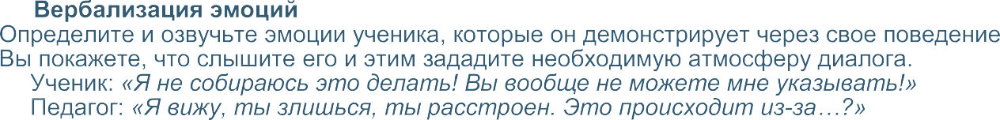 Вербализация эмоций
Определите и озвучьте эмоции ученика, которые он демонстрирует через свое поведение
Вы покажете, что слышите его и этим зададите необходимую атмосферу диалога.
Ученик: «Я не собираюсь это делать! Вы вообще не можете мне указывать!»
Педагог: «Я вижу, ты злишься, ты расстроен. Это происходит из-за…?»